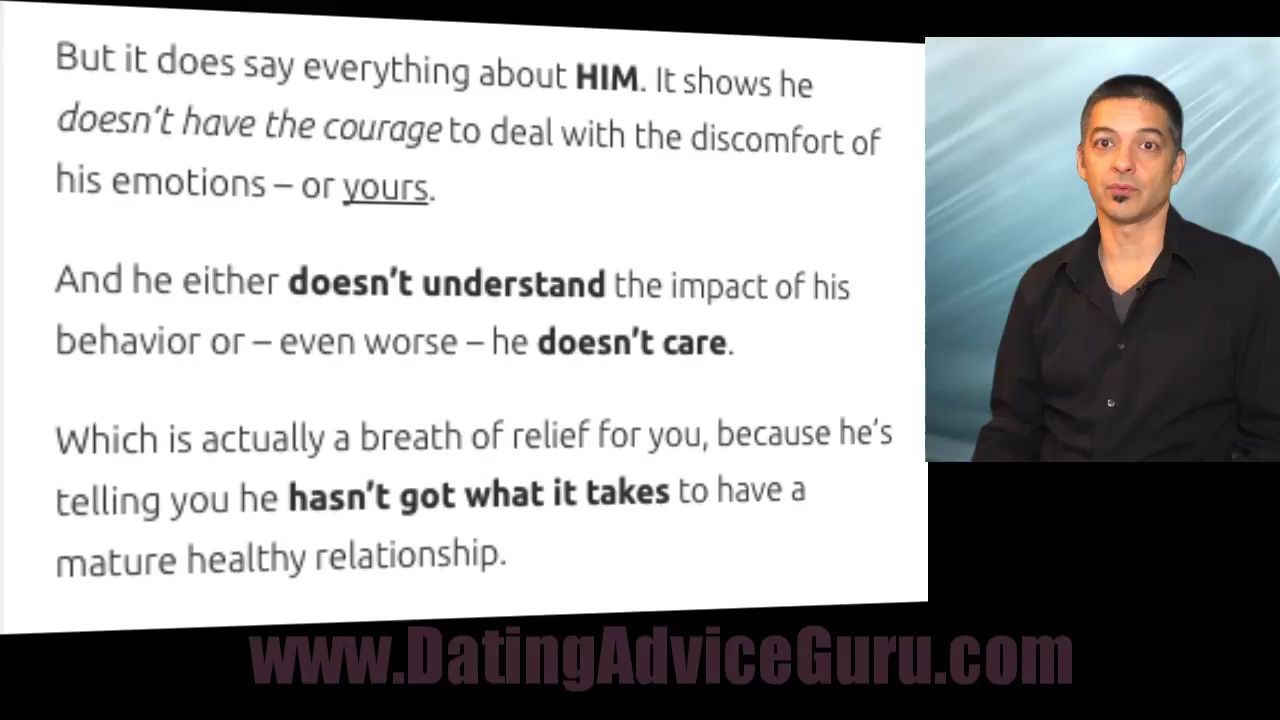 But it does say everything about HIM. It shows he
doesn't have the courage to deal with the discomfort of
his emotions – or yours.
And he either doesn't understand the impact of his
behavior or – even worse – he doesn't care.
Which is actually a breath of relief for you, because he's
telling you he hasn't got what it takes to have a
mature healthy relationship.
www.DatingAdviceGuru.com